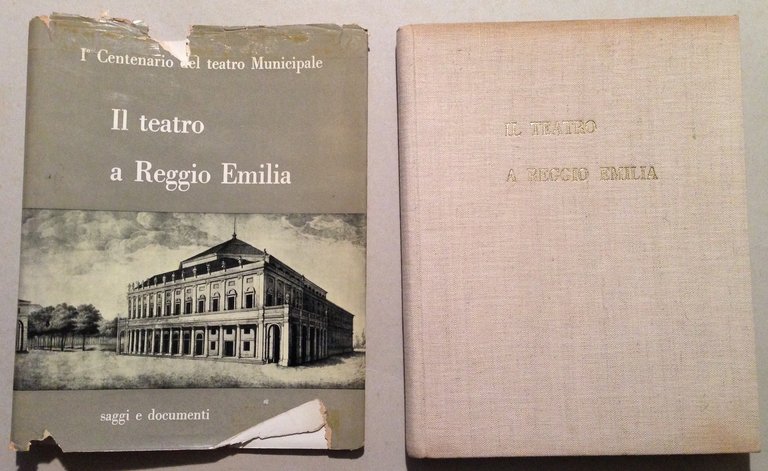 I° Centenario del teatro Municipale
Il teatro
a Reggio Emilia
saggi e documenti
IL TEATRO
A REGGIO EMILIA